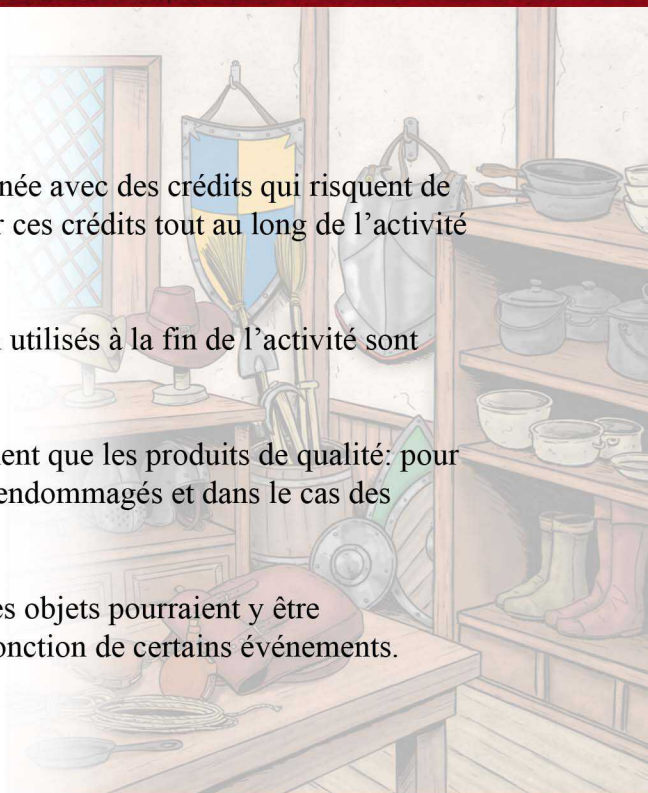 née avec des crédits qui risquent de
ces crédits tout au long de l’activité
utilisés à la fin de l’activité sont
ent que les produits de qualité: pour
endommagés et dans le cas des
es objets pourraient y être
onction de certains événements.